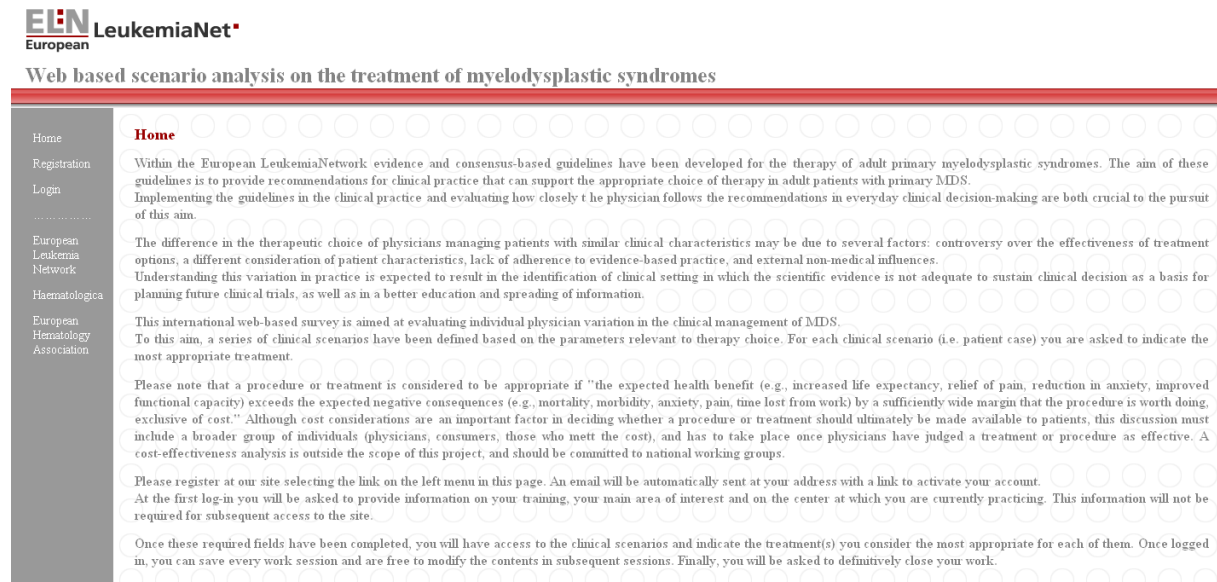 ELN LeukemiaNet
European
Web based scenario analysis on the treatment of myelodysplastic syndromes
Home
Registration
Login
...............
European
Leukemia
Network
Haematologica
European
Hematology
Association
Home
Within the European LeukemiaNetwork evidence and consensus-based guidelines have been developed for the therapy of adult primary myelodysplastic syndromes. The aim of these
guidelines is to provide recommendations for clinical practice that can support the appropriate choice of therapy in adult patients with primary MDS.
Implementing the guidelines in the clinical practice and evaluating how closely t he physician follows the recommendations in everyday clinical decision-making are both crucial to the pursuit
of this aim.
The difference in the therapeutic choice of physicians managing patients with similar clinical characteristics may be due to several factors: controversy over the effectiveness of treatment
options, a different consideration of patient characteristics, lack of adherence to evidence-based practice, and external non-medical influences.
Understanding this variation in practice is expected to result in the identification of clinical setting in which the scientific evidence is not adequate to sustain clinical decision as a basis for
planning future clinical trials, as well as in a better education and spreading of information.
This international web-based survey is aimed at evaluating individual physician variation in the clinical management of MDS.
To this aim, a series of clinical scenarios have been defined based on the parameters relevant to therapy choice. For each clinical scenario (i.e. patient case) you are asked to indicate the
most appropriate treatment.
Please note that a procedure or treatment is considered to be appropriate if "the expected health benefit (e.g., increased life expectancy, relief of pain, reduction in anxiety, improved
functional capacity) exceeds the expected negative consequences (e.g., mortality, morbidity, anxiety, pain, time lost from work) by a sufficiently wide margin that the procedure is worth doing,
exclusive of cost." Although cost considerations are an important factor in deciding whether a procedure or treatment should ultimately be made available to patients, this discussion must
include a broader group of individuals (physicians, consumers, those who mett the cost), and has to take place once physicians have judged a treatment or procedure as effective. A
cost-effectiveness analysis is outside the scope of this project, and should be committed to national working groups.
Please register at our site selecting the link on the left menu in this page. An email will be automatically sent at your address with a link to activate your account.
At the first log-in you will be asked to provide information on your training, your main area of interest and on the center at which you are currently practicing. This information will not be
required for subsequent access to the site.
Once these required fields have been completed, you will have access to the clinical scenarios and indicate the treatment(s) you consider the most appropriate for each of them. Once logged
in, you can save every work session and are free to modify the contents in subsequent sessions. Finally, you will be asked to definitively close your work.